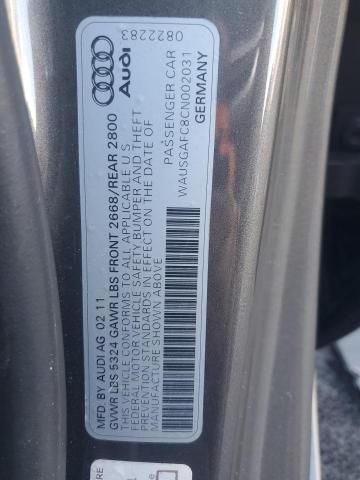 MFD BY AUDI AG 02 11
GVWR LBS 5324 GAWR LBS FRONT 2668/REAR 2800
THIS VEHICLE CONFORMS TO ALL APPLICABLE U S
FEDERAL MOTOR VEHICLE SAFETY BUMPER AND THEFT
PREVENTION STANDARDS IN EFFECT ON THE DATE OF
MANUFACTURE SHOWN ABOVE
Audi
PASSENGER CAR
WAUSGAFC8CN002031
GERMANY
0822283